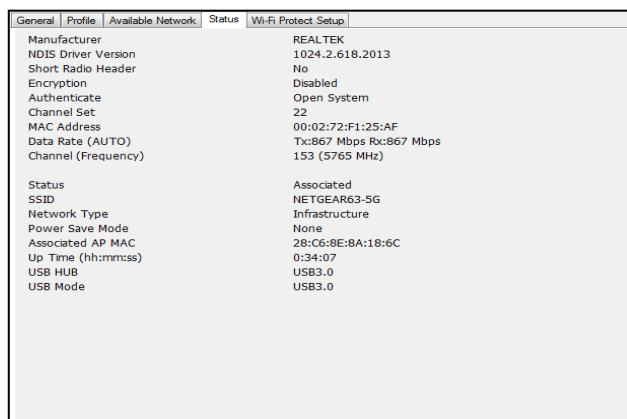 General Profile Available Network Status Wi-Fi Protect Setup
Manufacturer REALTEK
NDIS Driver Version 1024.2.618.2013
Short Radio Header No
Encryption Disabled
Authenticate Open System
Channel Set 22
MAC Address 00:02:72:F1:25:AF
Data Rate (AUTO) Tx:867 Mbps Rx:867 Mbps
Channel (Frequency) 153 (5765 MHz)
Status Associated
SSID NETGEAR63-5G
Network Type Infrastructure
Power Save Mode None
Associated AP MAC 28:C6:8E:8A:18:6C
Up Time (hh:mm:ss) 0:34:07
USB HUB USB3.0
USB Mode USB3.0